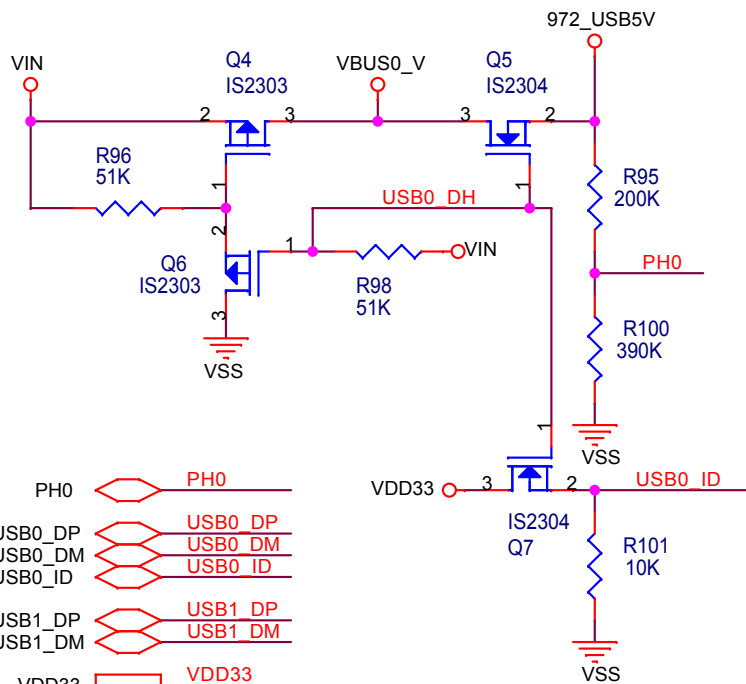 972_USB5V
VIN
Q4
IS2303
VBUS0_V
Q5
IS2304
2
3
3
2
R96
51K
1
1
R95
200K
USB0_DH
2
Q6
IS2303
1
VIN
PH0
R98
51K
3
VSS
R100
390K
1
VSS
PH0
PH0
VDD33
3
2
USB0_ID
IS2304
Q7
USB0_DP
USB0_DP
USB0_DM
USB0_DM
USB0_ID
USB0_ID
R101
10K
USB1_DP
USB1_DP
USB1_DM
USB1_DM
VDD33
VDD33
VSS